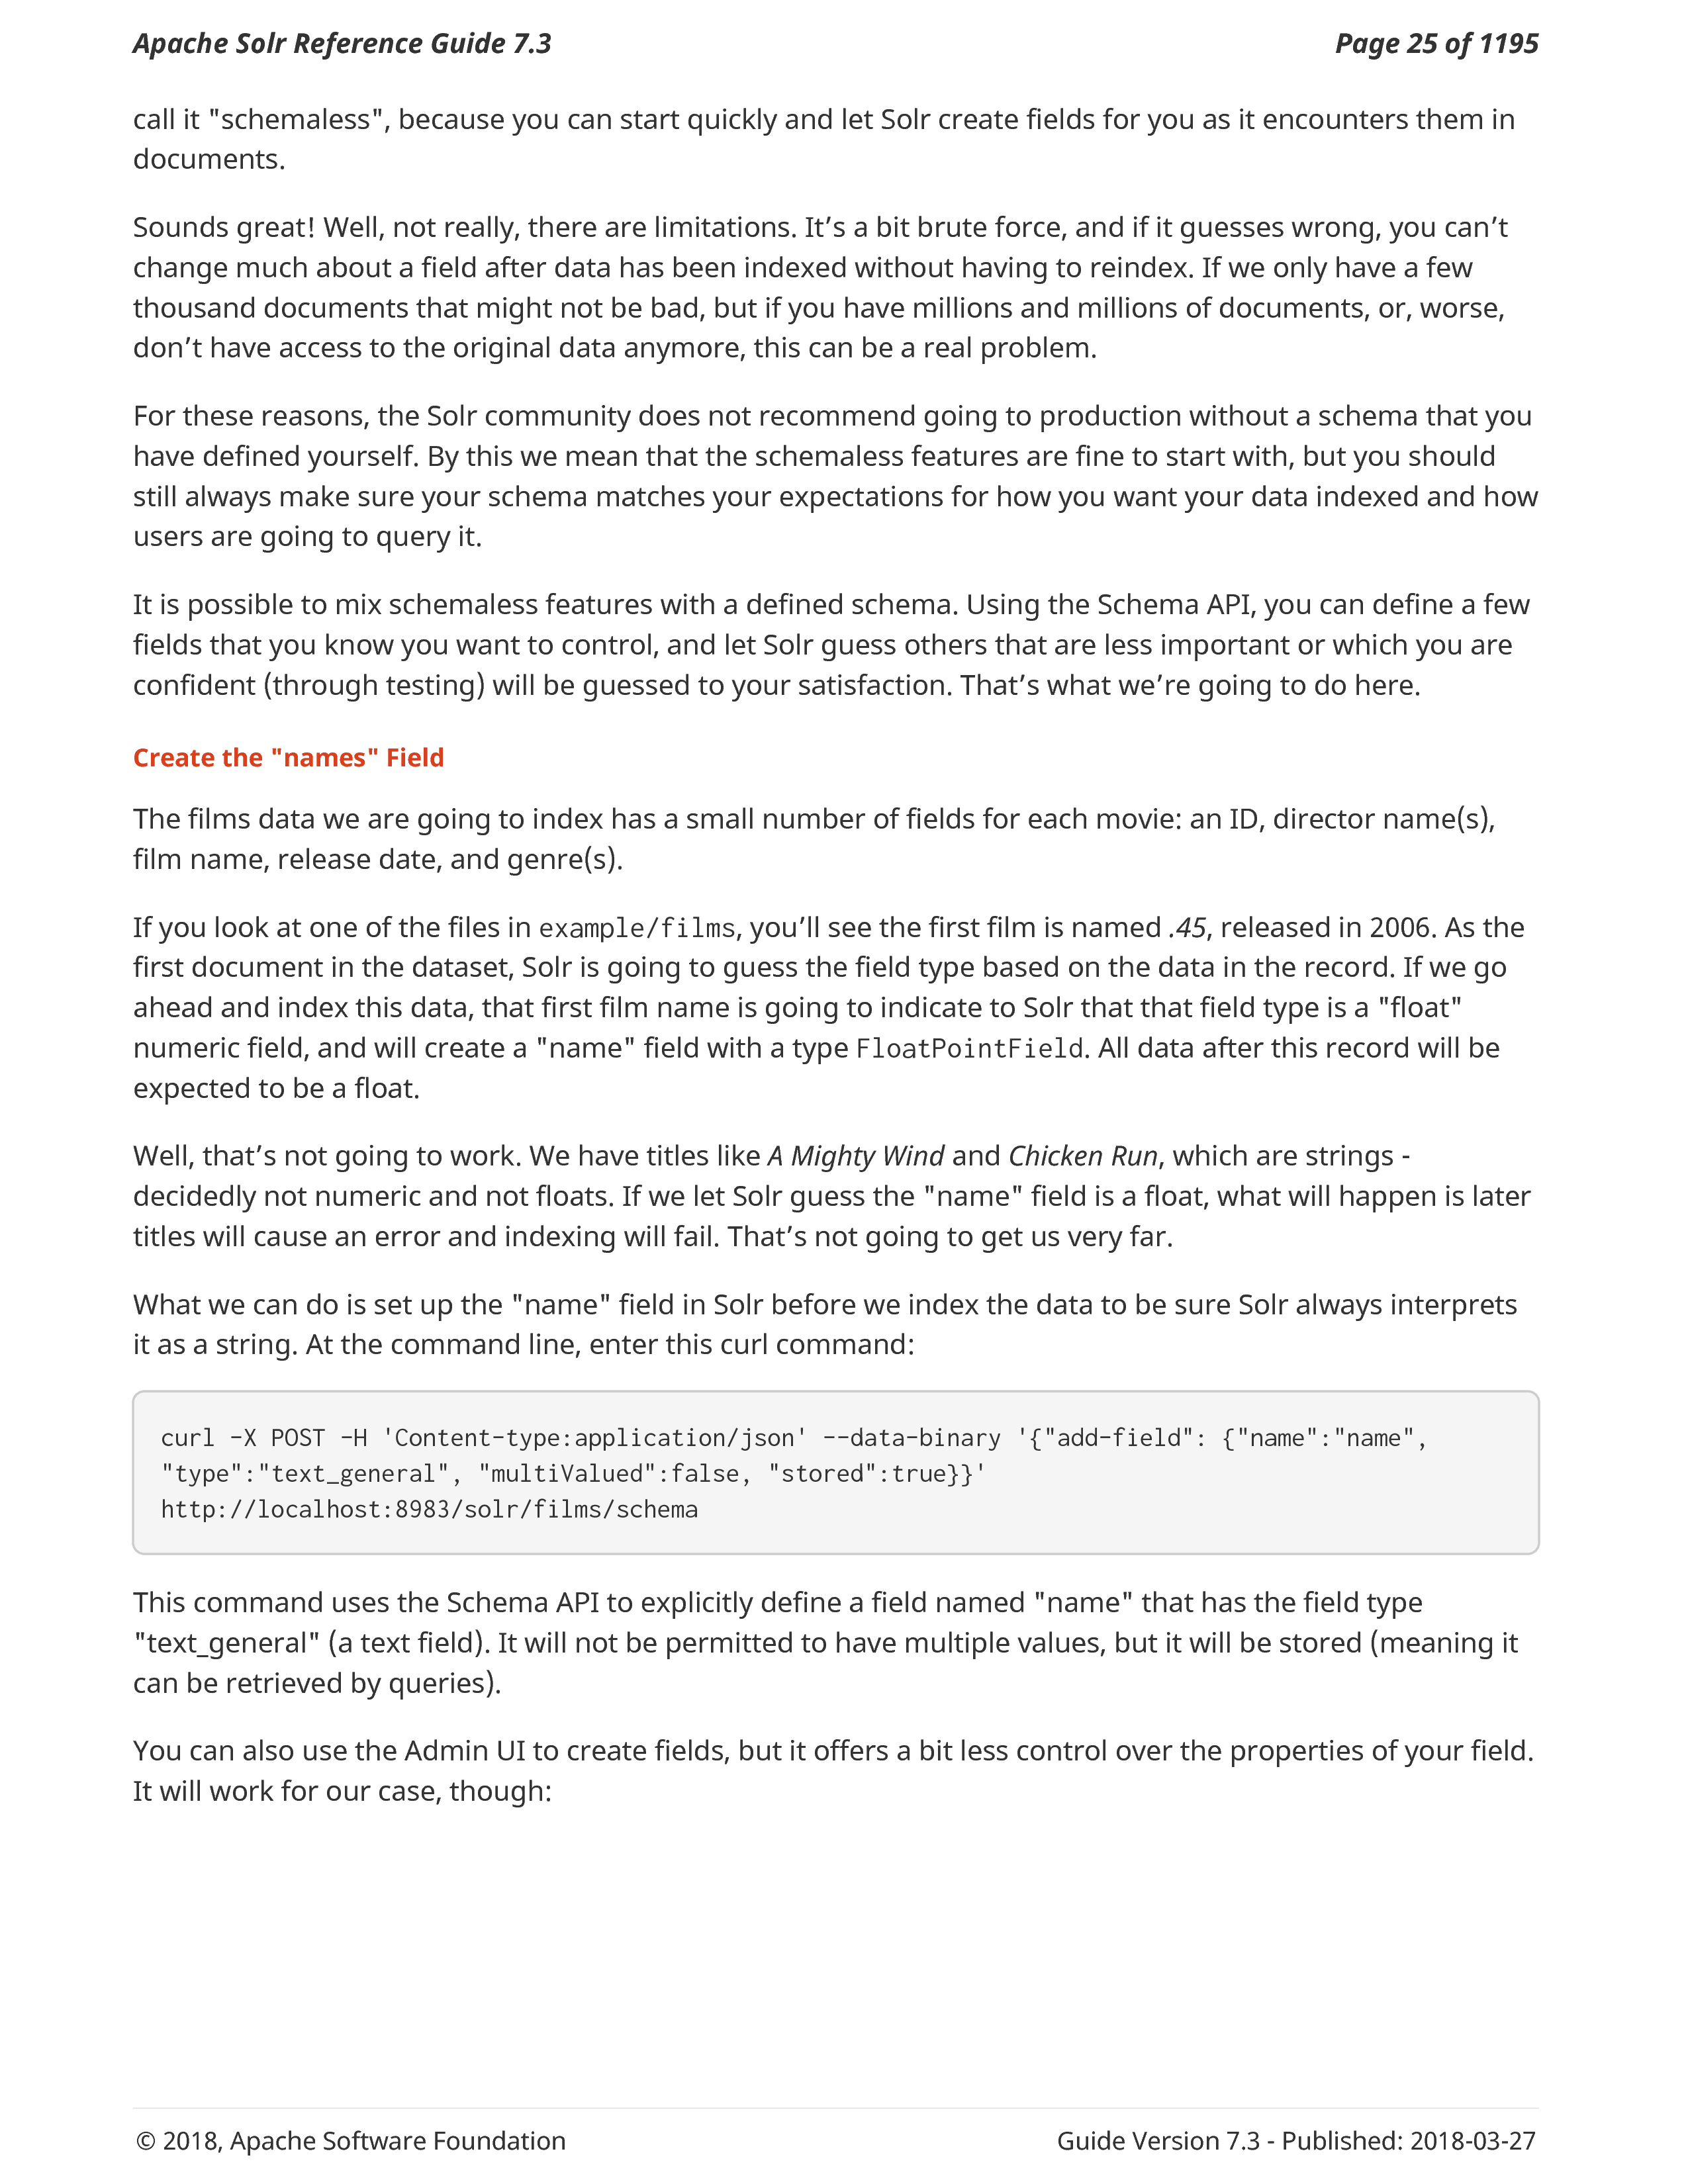 Apache Solr Reference Guide 7.3 Page 25 of 1195
call it "schemaless", because you can start quickly and let Solr create fields for you as it encounters them in
documents.
Sounds great! Well, not really, there are limitations. It’s a bit brute force, and if it guesses wrong, you can’t
change much about a field after data has been indexed without having to reindex. If we only have a few
thousand documents that might not be bad, but if you have millions and millions of documents, or, worse,
don’t have access to the original data anymore, this can be a real problem.
For these reasons, the Solr community does not recommend going to production without a schema that you
have defined yourself. By this we mean that the schemaless features are fine to start with, but you should
still always make sure your schema matches your expectations for how you want your data indexed and how
users are going to query it.
It is possible to mix schemaless features with a defined schema. Using the Schema API, you can define a few
fields that you know you want to control, and let Solr guess others that are less important or which you are
confident (through testing) will be guessed to your satisfaction. That’s what we’re going to do here.
Create the "names" Field
The films data we are going to index has a small number of fields for each movie: an ID, director name(s),
film name, release date, and genre(s).
If you look at one of the files in example/films, you’ll see the first film is named .45, released in 2006. As the
first document in the dataset, Solr is going to guess the field type based on the data in the record. If we go
ahead and index this data, that first film name is going to indicate to Solr that that field type is a "float"
numeric field, and will create a "name" field with a type FloatPointField. All data after this record will be
expected to be a float.
Well, that’s not going to work. We have titles like A Mighty Wind and Chicken Run, which are strings -
decidedly not numeric and not floats. If we let Solr guess the "name" field is a float, what will happen is later
titles will cause an error and indexing will fail. That’s not going to get us very far.
What we can do is set up the "name" field in Solr before we index the data to be sure Solr always interprets
it as a string. At the command line, enter this curl command:
curl -X POST -H 'Content-type:application/json' --data-binary '{"add-field": {"name":"name",
"type":"text_general", "multiValued":false, "stored":true}}'
http://localhost:8983/solr/films/schema
This command uses the Schema API to explicitly define a field named "name" that has the field type
"text_general" (a text field). It will not be permitted to have multiple values, but it will be stored (meaning it
can be retrieved by queries).
You can also use the Admin UI to create fields, but it offers a bit less control over the properties of your field.
It will work for our case, though:
© 2018, Apache Software Foundation Guide Version 7.3 - Published: 2018-03-27